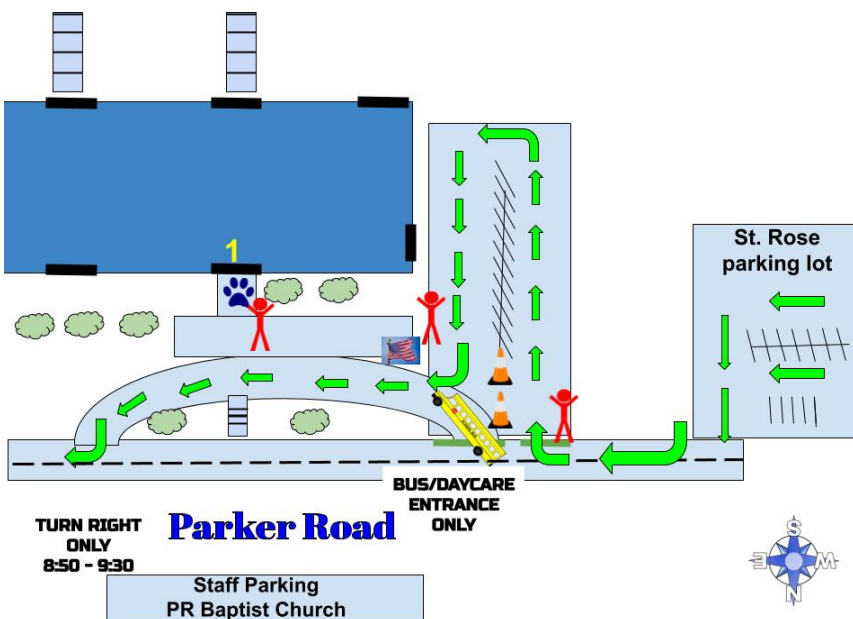 1
St. Rose
parking lot
BUS/DAYCARE
ENTRANCE
ONLY
TURN RIGHT
ONLY
8:50 - 9:30
Parker Road
Staff Parking
PR Baptist Church
S
E
W
N